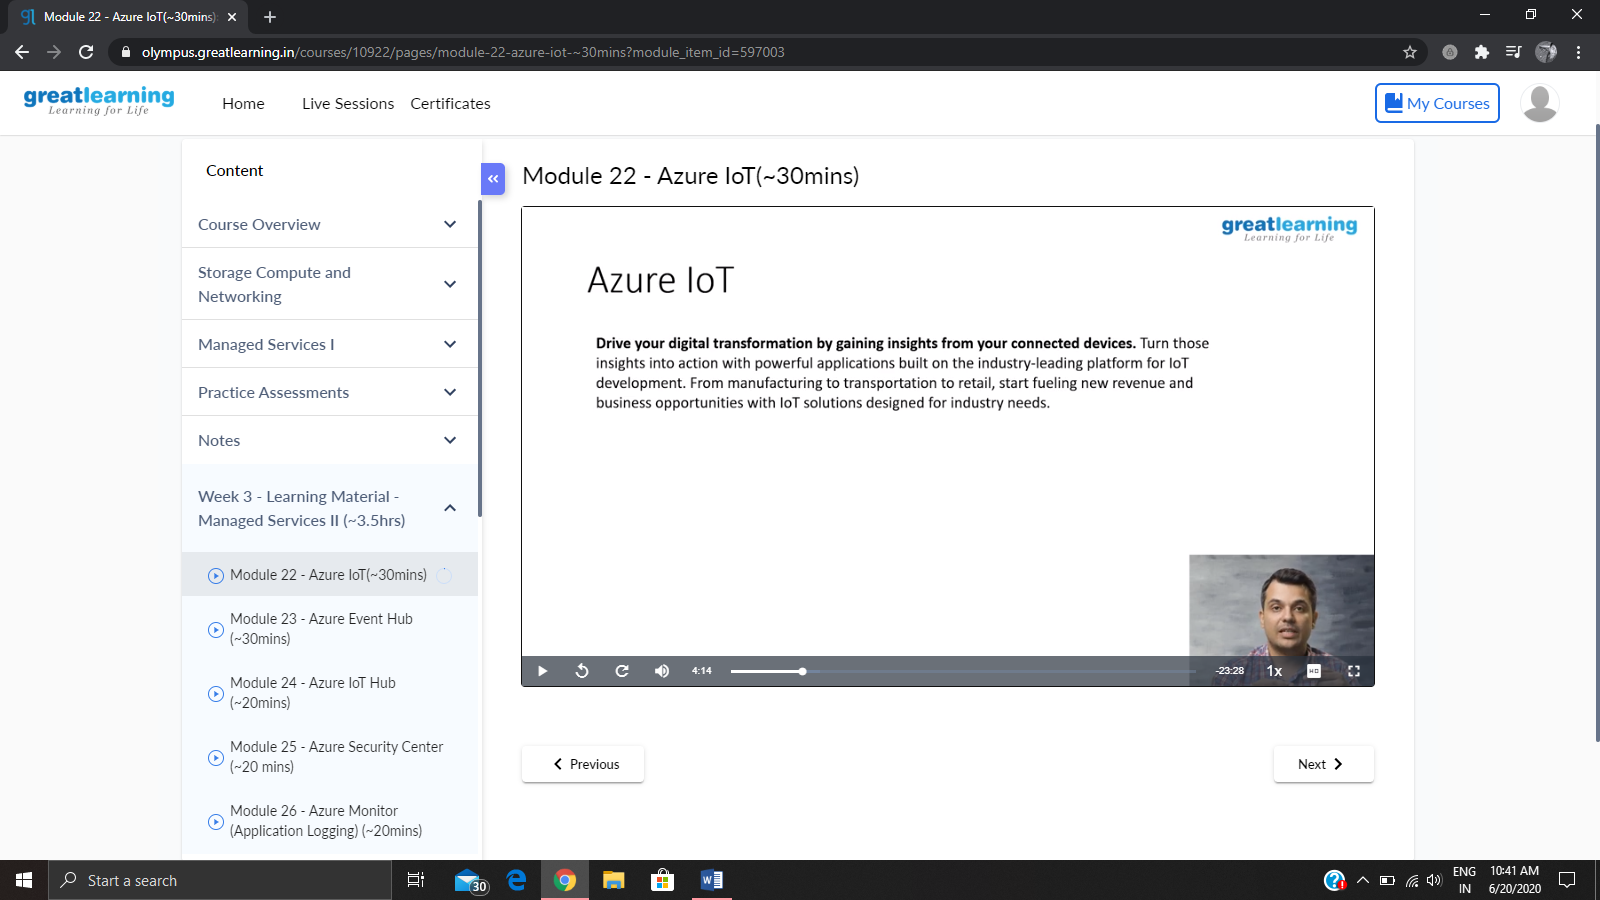 Module 22 - Azure IoT(~30mins):
olympus.greatlearning.in/courses/10922/pages/module-22-azure-iot-~30mins?module_item_id=597003
greatlearning
Learning for Life
Home
Live Sessions
Certificates
My Courses
Content
Course Overview
Storage Compute and
Networking
Managed Services I
Practice Assessments
Notes
Week 3 - Learning Material -
Managed Services II (~3.5hrs)
Module 22 - Azure IoT(~30mins)
Module 23 - Azure Event Hub
(~30mins)
Module 24 - Azure IoT Hub
(~20mins)
Module 25 - Azure Security Center
(~20 mins)
Module 26 - Azure Monitor
(Application Logging) (~20mins)
Module 22 - Azure IoT(~30mins)
greatlearning
Learning for Life
Azure IoT
Drive your digital transformation by gaining insights from your connected devices. Turn those
insights into action with powerful applications built on the industry-leading platform for IoT
development. From manufacturing to transportation to retail, start fueling new revenue and
business opportunities with IoT solutions designed for industry needs.
4:14
-23:28
1x
HD
Previous
Next
Start a search
30
ENG
IN
10:41 AM
6/20/2020